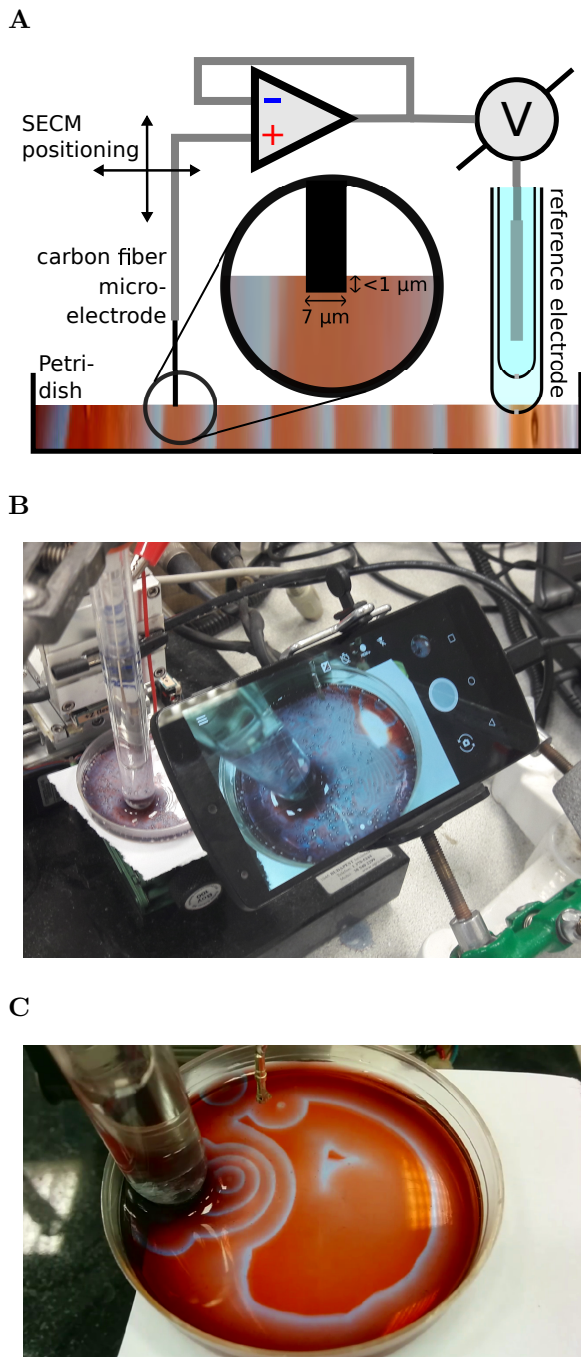 A
SECM
positioning
-
+
V
carbon fiber
micro-
electrode
<1 µm
7 µm
reference electrode
Petri-
dish
B
C